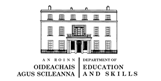 AN ROINN
OIDEACHAIS
AGUS SCILEANNA
DEPARTMENT OF
EDUCATION
AND SKILLS